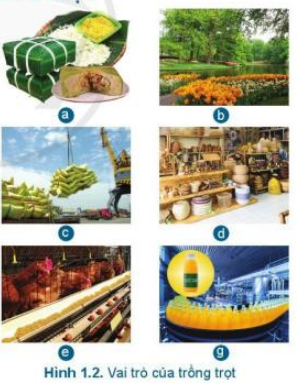 a
b
c
d
e
g
Hình 1.2. Vai trò của trồng trọt